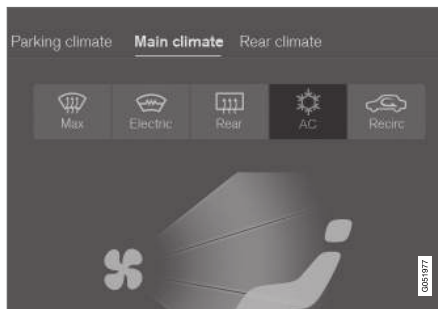 Parking climate Main climate Rear climate
Max Electric Rear AC Recirc
G051977